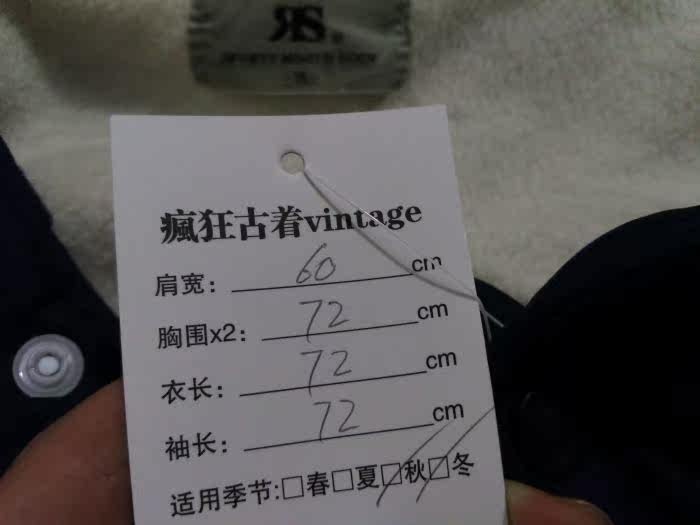 瘋狂古着vintage
肩宽：60cm
胸围x2：72cm
衣长：72cm
袖长：72cm
适用季节:□春□夏☑秋☑冬